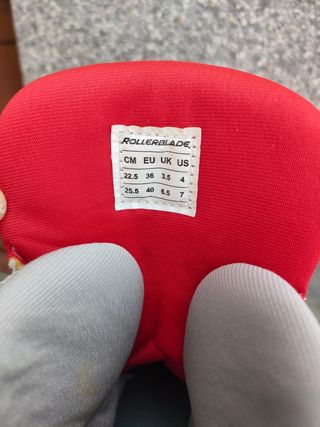 ROLLERBLADE.
CM EU UK US
22.5 36 3.5 4
25.5 40 6.5 7